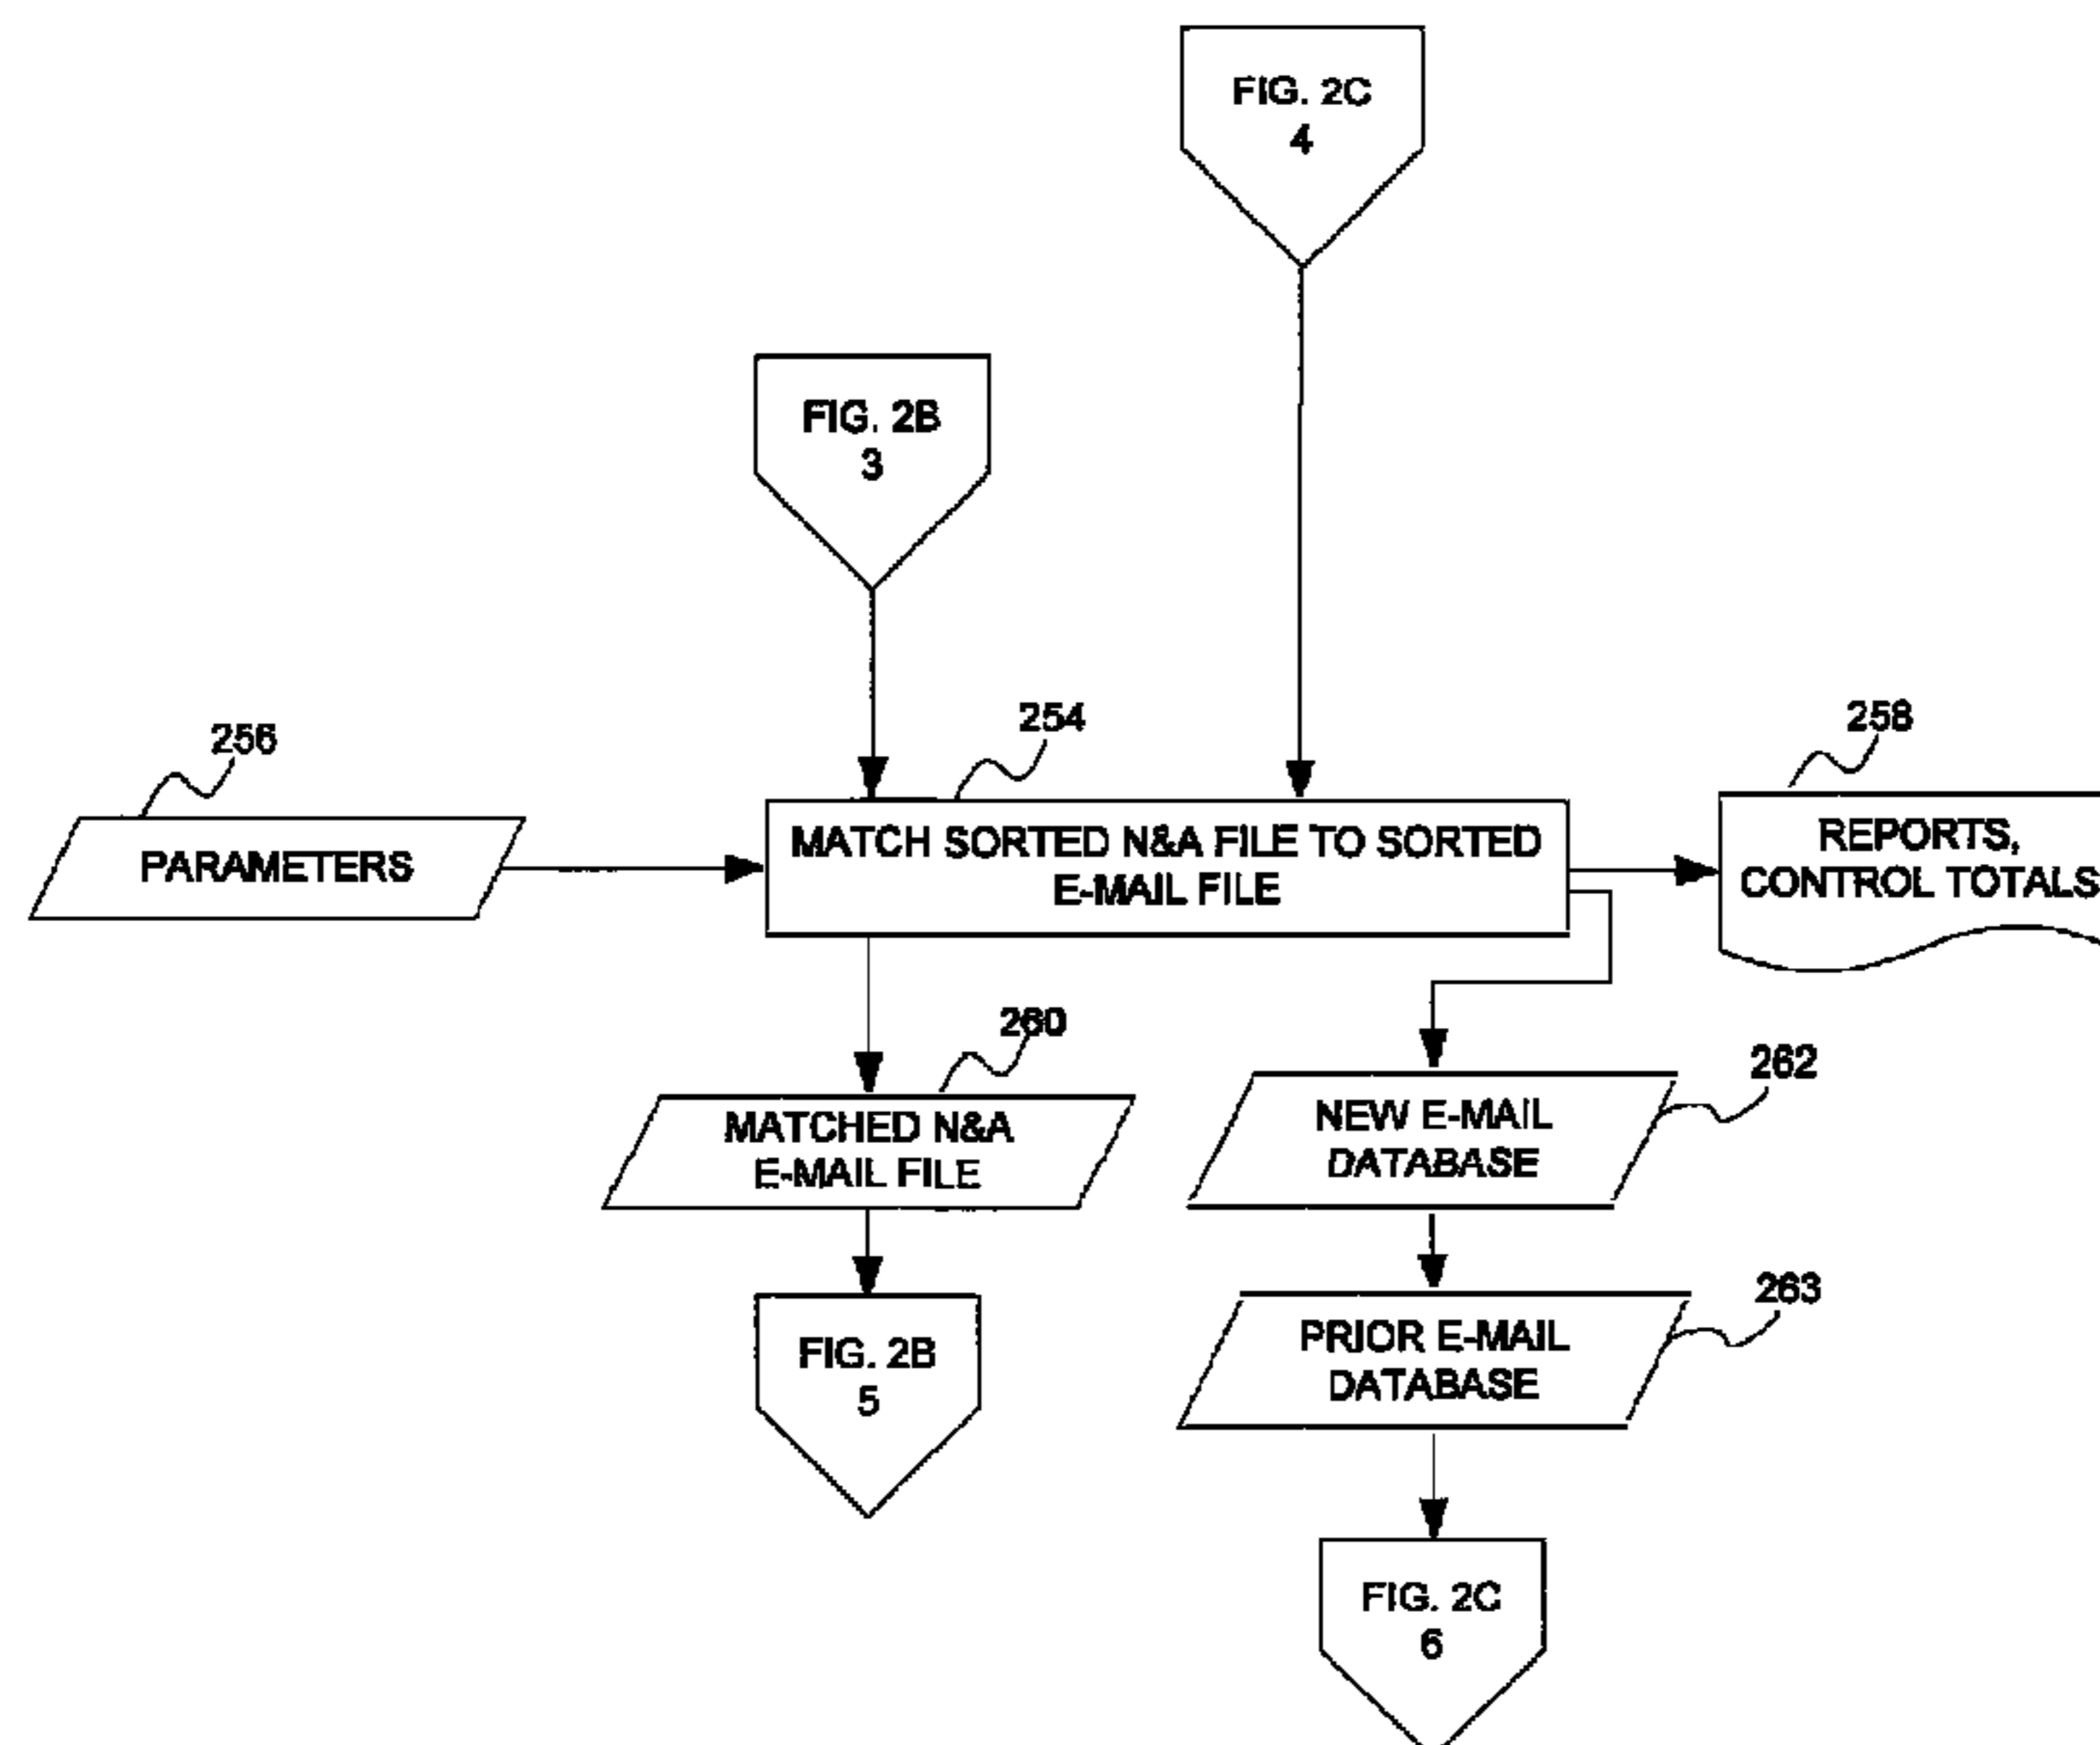 FIG. 2C
4
FIG. 2B
3
256
254
258
PARAMETERS
MATCH SORTED N&A FILE TO SORTED
E-MAIL FILE
REPORTS,
CONTROL TOTALS
260
262
MATCHED N&A
E-MAIL FILE
NEW E-MAIL
DATABASE
263
FIG. 2B
5
PRIOR E-MAIL
DATABASE
FIG. 2C
6